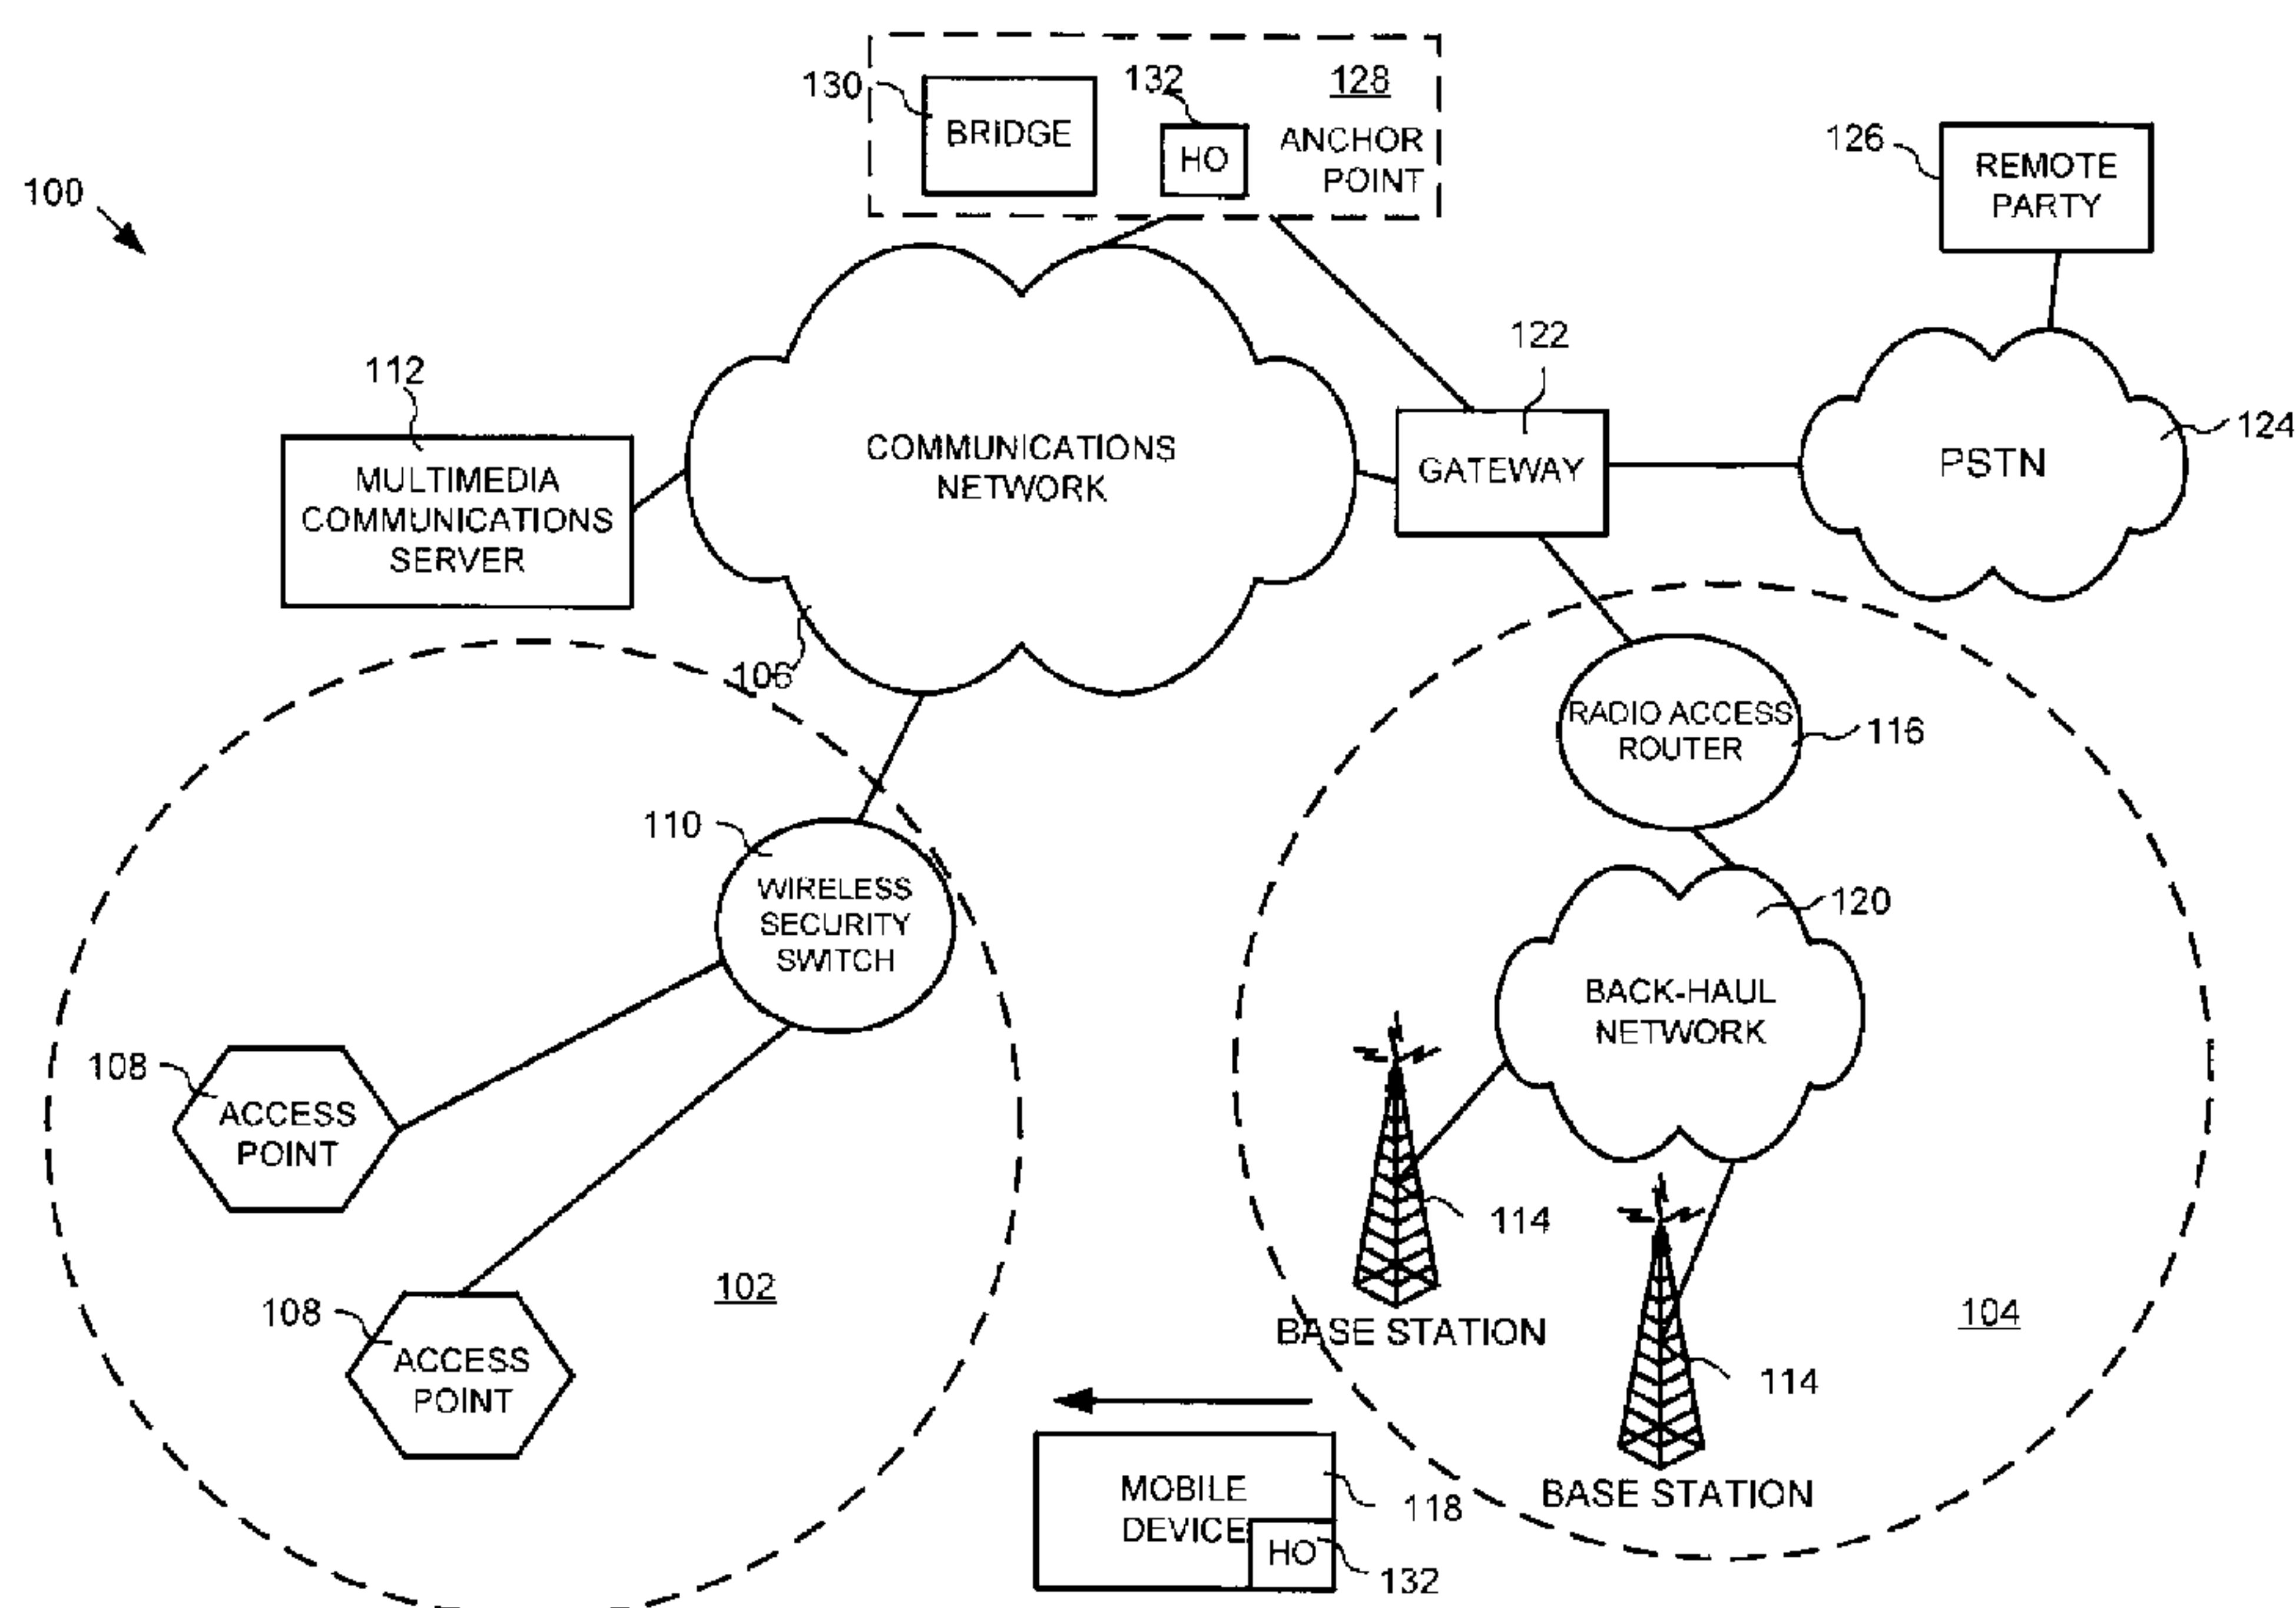 130
BRIDGE
132
HO
128
ANCHOR
POINT
126
REMOTE
PARTY
100
122
GATEWAY
124
PSTN
112
MULTIMEDIA
COMMUNICATIONS
SERVER
COMMUNICATIONS
NETWORK
106
RADIO ACCESS
ROUTER
116
110
WIRELESS
SECURITY
SWITCH
120
BACK-HAUL
NETWORK
108
ACCESS
POINT
108
ACCESS
POINT
102
114
BASE STATION
114
BASE STATION
104
MOBILE
DEVICE
118
HO
132